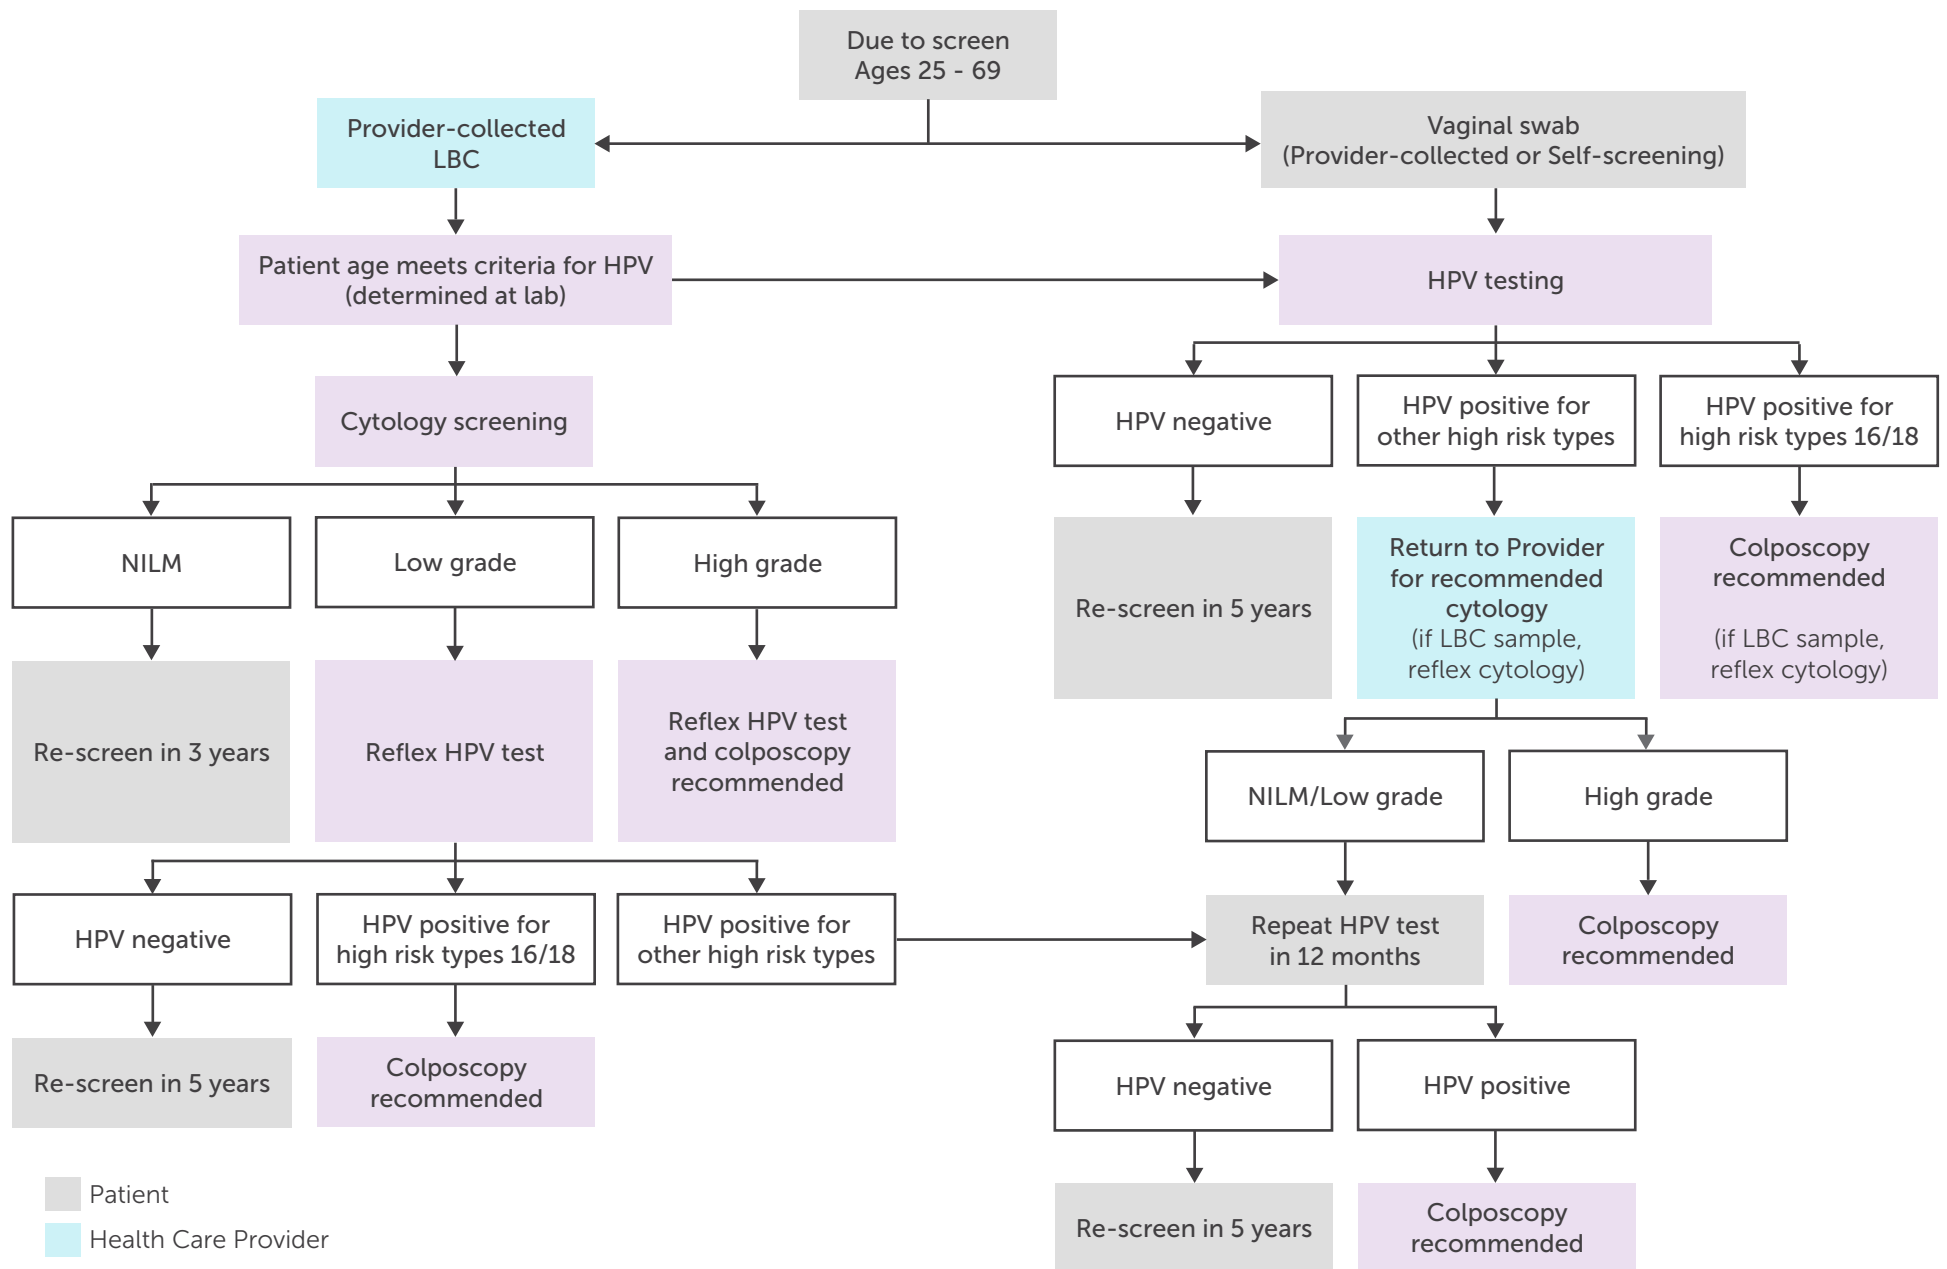 Due to screen
Ages 25 - 69
Provider-collected
LBC
Vaginal swab
(Provider-collected or Self-screening)
Patient age meets criteria for HPV
(determined at lab)
HPV testing
Cytology screening
HPV negative
HPV positive for
other high risk types
HPV positive for
high risk types 16/18
NILM
Low grade
High grade
Re-screen in 5 years
Return to Provider
for recommended
cytology
(if LBC sample,
reflex cytology)
Colposcopy
recommended
(if LBC sample,
reflex cytology)
Re-screen in 3 years
Reflex HPV test
Reflex HPV test
and colposcopy
recommended
NILM/Low grade
High grade
HPV negative
HPV positive for
high risk types 16/18
HPV positive for
other high risk types
Repeat HPV test
in 12 months
Colposcopy
recommended
Re-screen in 5 years
Colposcopy
recommended
HPV negative
HPV positive
Re-screen in 5 years
Colposcopy
recommended
Patient
Health Care Provider